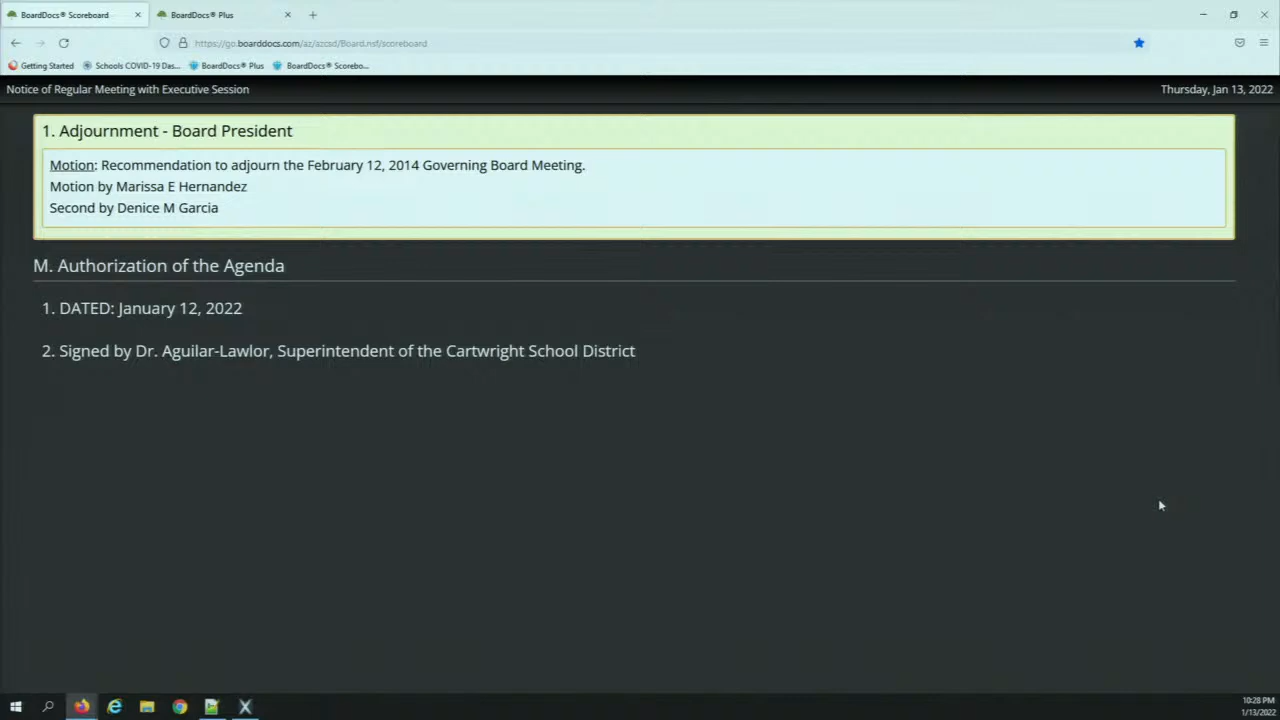 BoardDocs® Scoreboard
BoardDocs® Plus
https://go.boarddocs.com/az/azcsd/Board.nsf/scoreboard
Getting Started
Schools COVID-19 Das...
BoardDocs® Plus
BoardDocs® Scorebo...
Notice of Regular Meeting with Executive Session
Thursday, Jan 13, 2022
1. Adjournment - Board President
Motion: Recommendation to adjourn the February 12, 2014 Governing Board Meeting.
Motion by Marissa E Hernandez
Second by Denice M Garcia
M. Authorization of the Agenda
1. DATED: January 12, 2022
2. Signed by Dr. Aguilar-Lawlor, Superintendent of the Cartwright School District
10:28 PM
1/13/2022